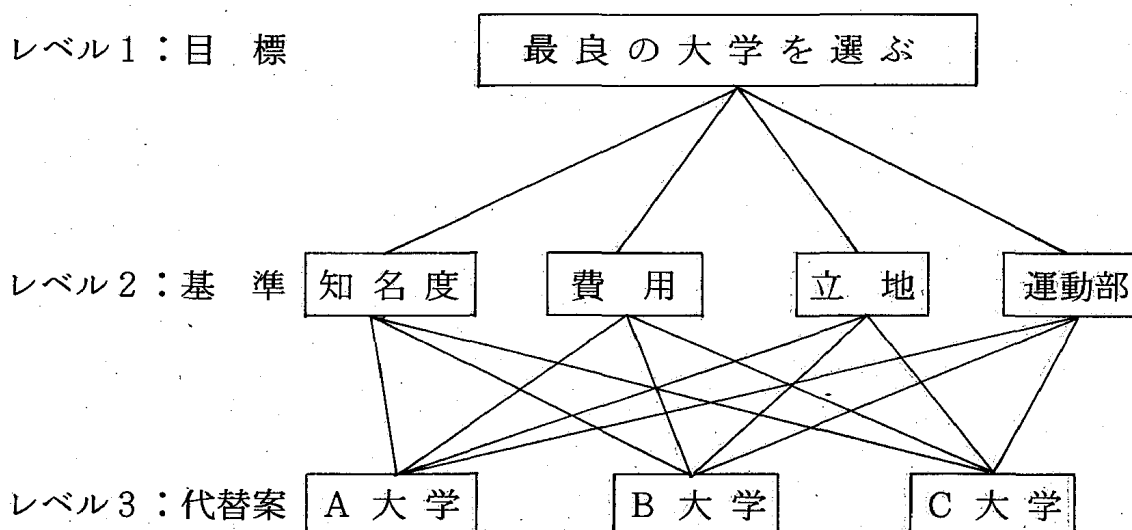 レベル1：目 標 最良の大学を選ぶ
レベル2：基 準 知名度 費 用 立 地 運動部
レベル3：代替案 A 大学 B 大学 C 大学